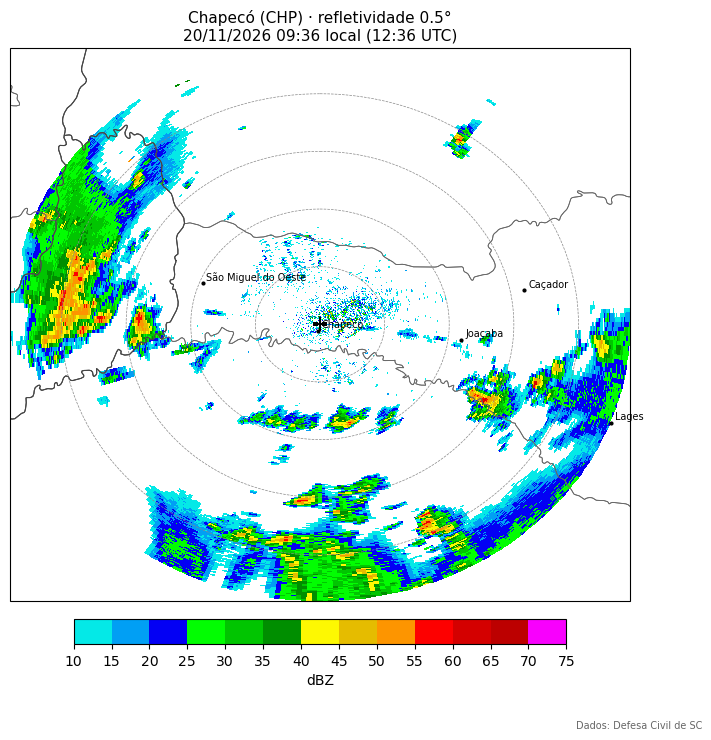 Chapecó (CHP) · refletividade 0.5°
20/11/2026 09:36 local (12:36 UTC)
São Miguel do Oeste
Caçador
Chapecó
Joaçaba
Lages
10 15 20 25 30 35 40 45 50 55 60 65 70 75
dBZ
Dados: Defesa Civil de SC